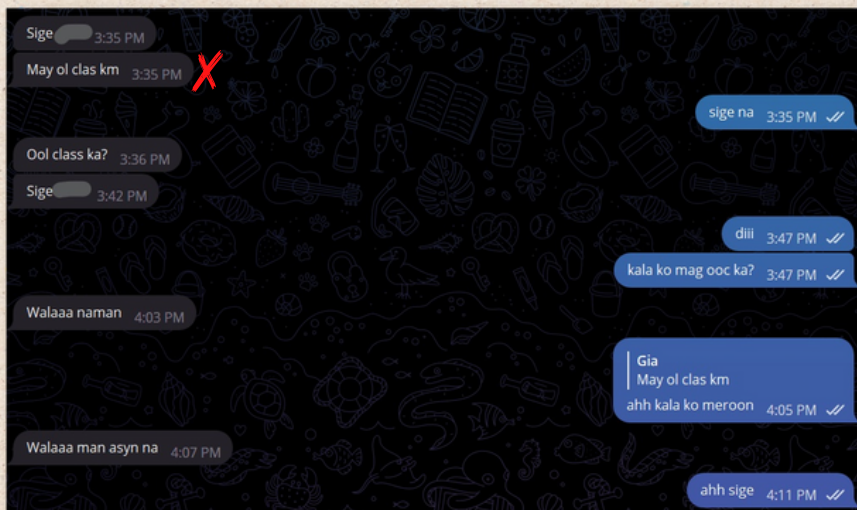 Sige 3:35 PM
May ol clas km 3:35 PM
sige na 3:35 PM
Ool class ka? 3:36 PM
Sige 3:42 PM
diii 3:47 PM
kala ko mag ooc ka? 3:47 PM
Walaaa naman 4:03 PM
Gia
May ol clas km
ahh kala ko meroon 4:05 PM
Walaaa man asyn na 4:07 PM
ahh sige 4:11 PM